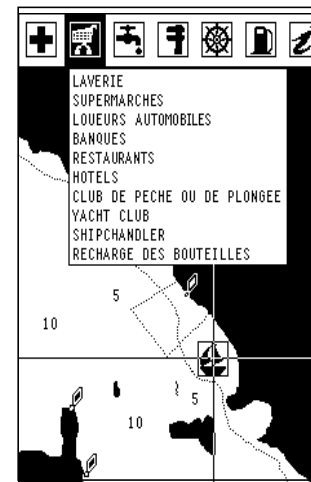 LAVERIE
SUPERMARCHES
LOUEURS AUTOMOBILES
BANQUES
RESTAURANTS
HOTELS
CLUB DE PECHE OU DE PLONGEE
YACHT CLUB
SHIPCHANDLER
RECHARGE DES BOUTEILLES
5
10
5
10